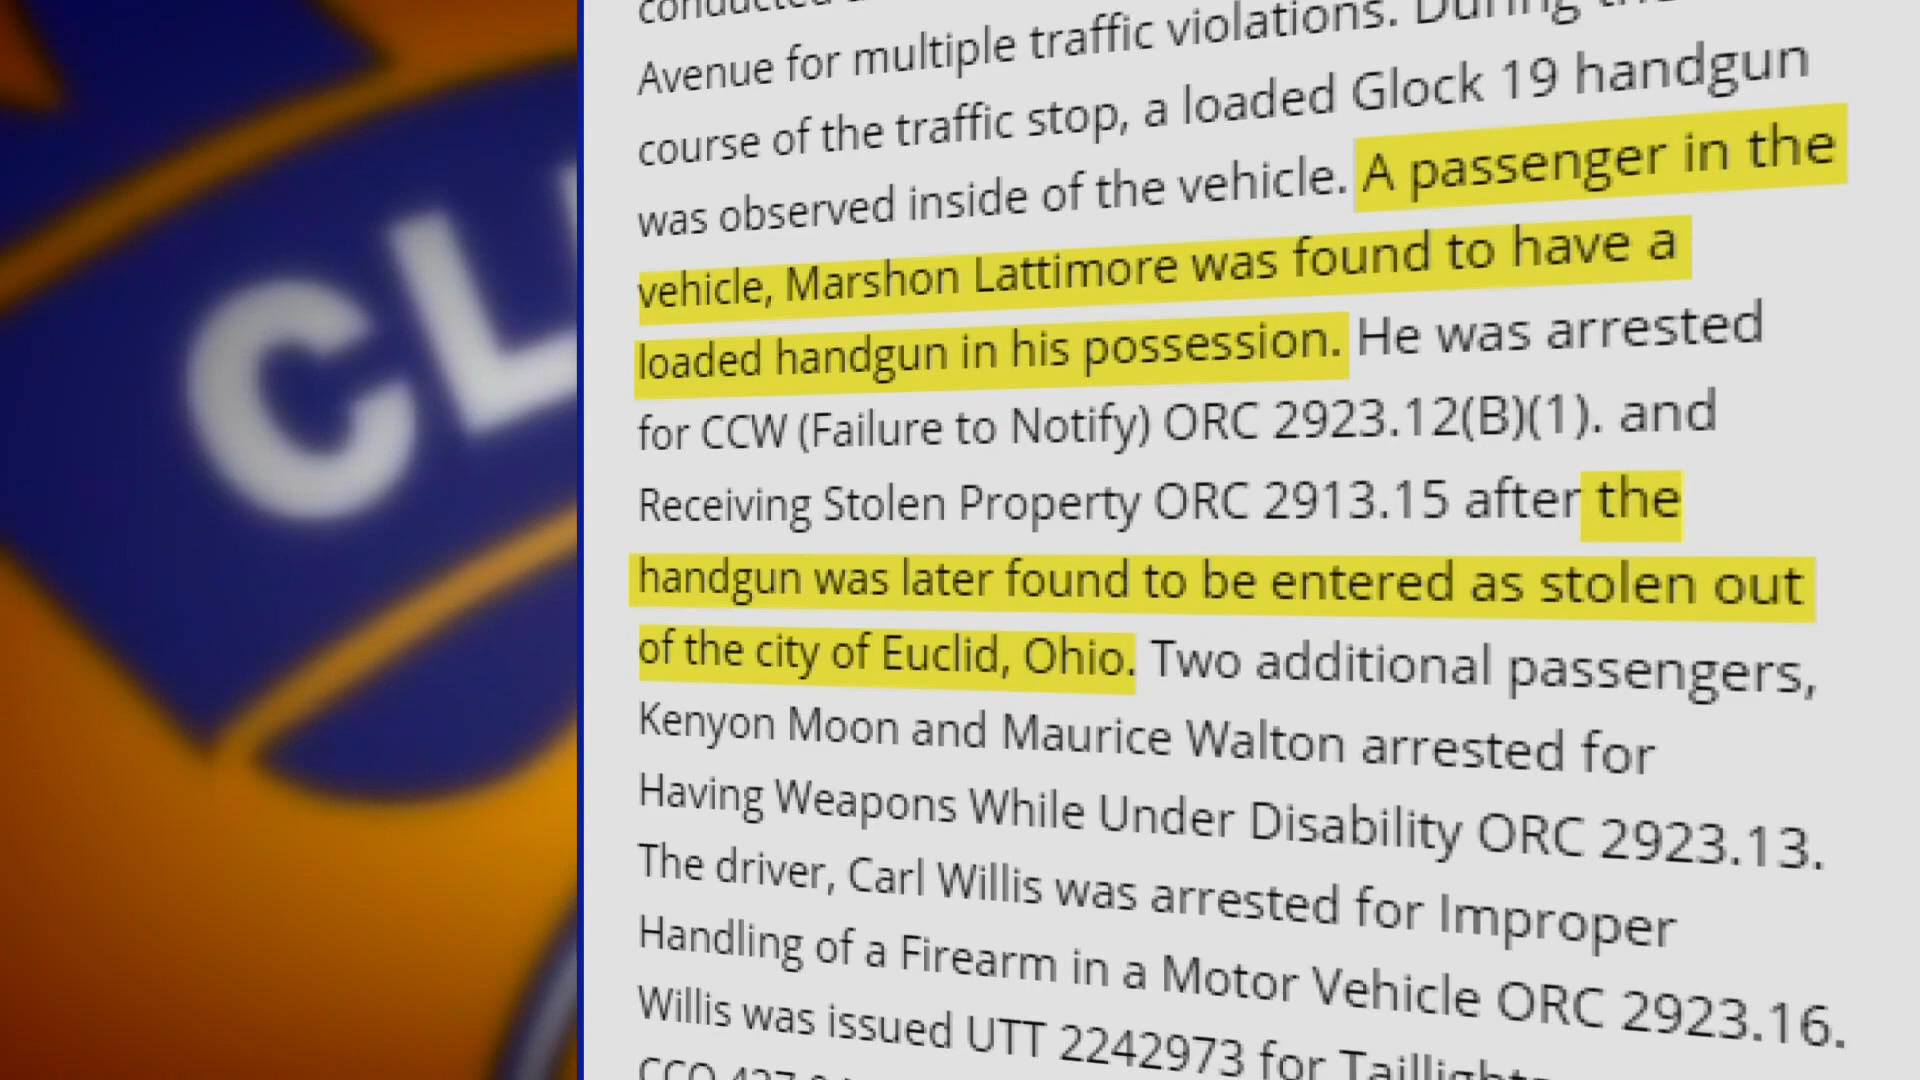 CL
conducted
Avenue for multiple traffic violations. During
course of the traffic stop, a loaded Glock 19 handgun
was observed inside of the vehicle. A passenger in the
vehicle, Marshon Lattimore was found to have a
loaded handgun in his possession. He was arrested
for CCW (Failure to Notify) ORC 2923.12(B)(1). and
Receiving Stolen Property ORC 2913.15 after the
handgun was later found to be entered as stolen out
of the city of Euclid, Ohio. Two additional passengers,
Kenyon Moon and Maurice Walton arrested for
Having Weapons While Under Disability ORC 2923.13.
The driver, Carl Willis was arrested for Improper
Handling of a Firearm in a Motor Vehicle ORC 2923.16.
Willis was issued UTT 2242973 for Taillights